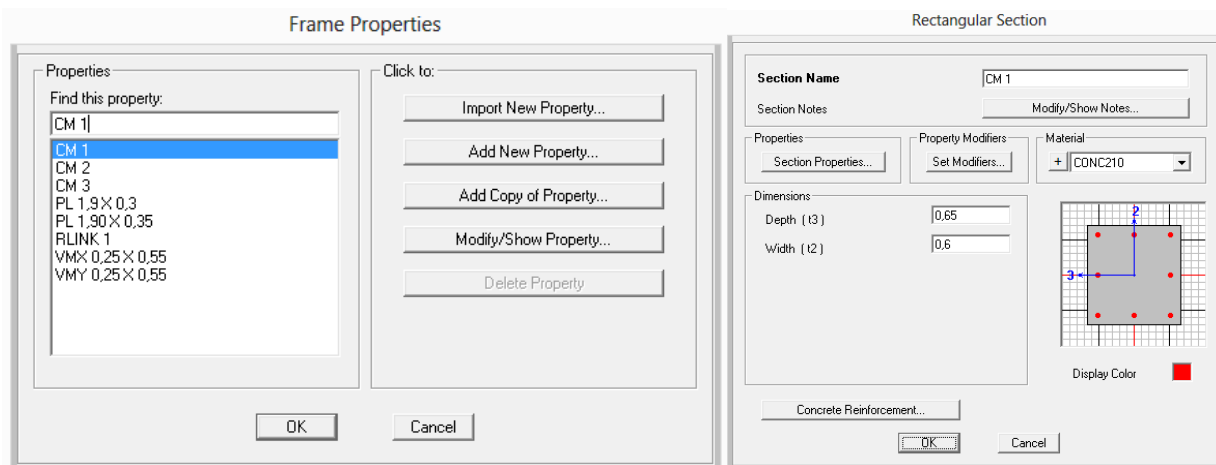 Frame Properties
Properties
Find this property:
CM 1
CM 1
CM 2
CM 3
PL 1,9 X 0,3
PL 1,90 X 0,35
RLINK 1
VMX 0,25 X 0,55
VMY 0,25 X 0,55
Click to:
Import New Property...
Add New Property...
Add Copy of Property...
Modify/Show Property...
Delete Property
OK
Cancel
Rectangular Section
Section Name
CM 1
Section Notes
Modify/Show Notes...
Properties
Section Properties...
Property Modifiers
Set Modifiers...
Material
+
CONC210
Dimensions
Depth ( t3 )
0,65
Width ( t2 )
0,6
2
3
Display Color
Concrete Reinforcement...
OK
Cancel